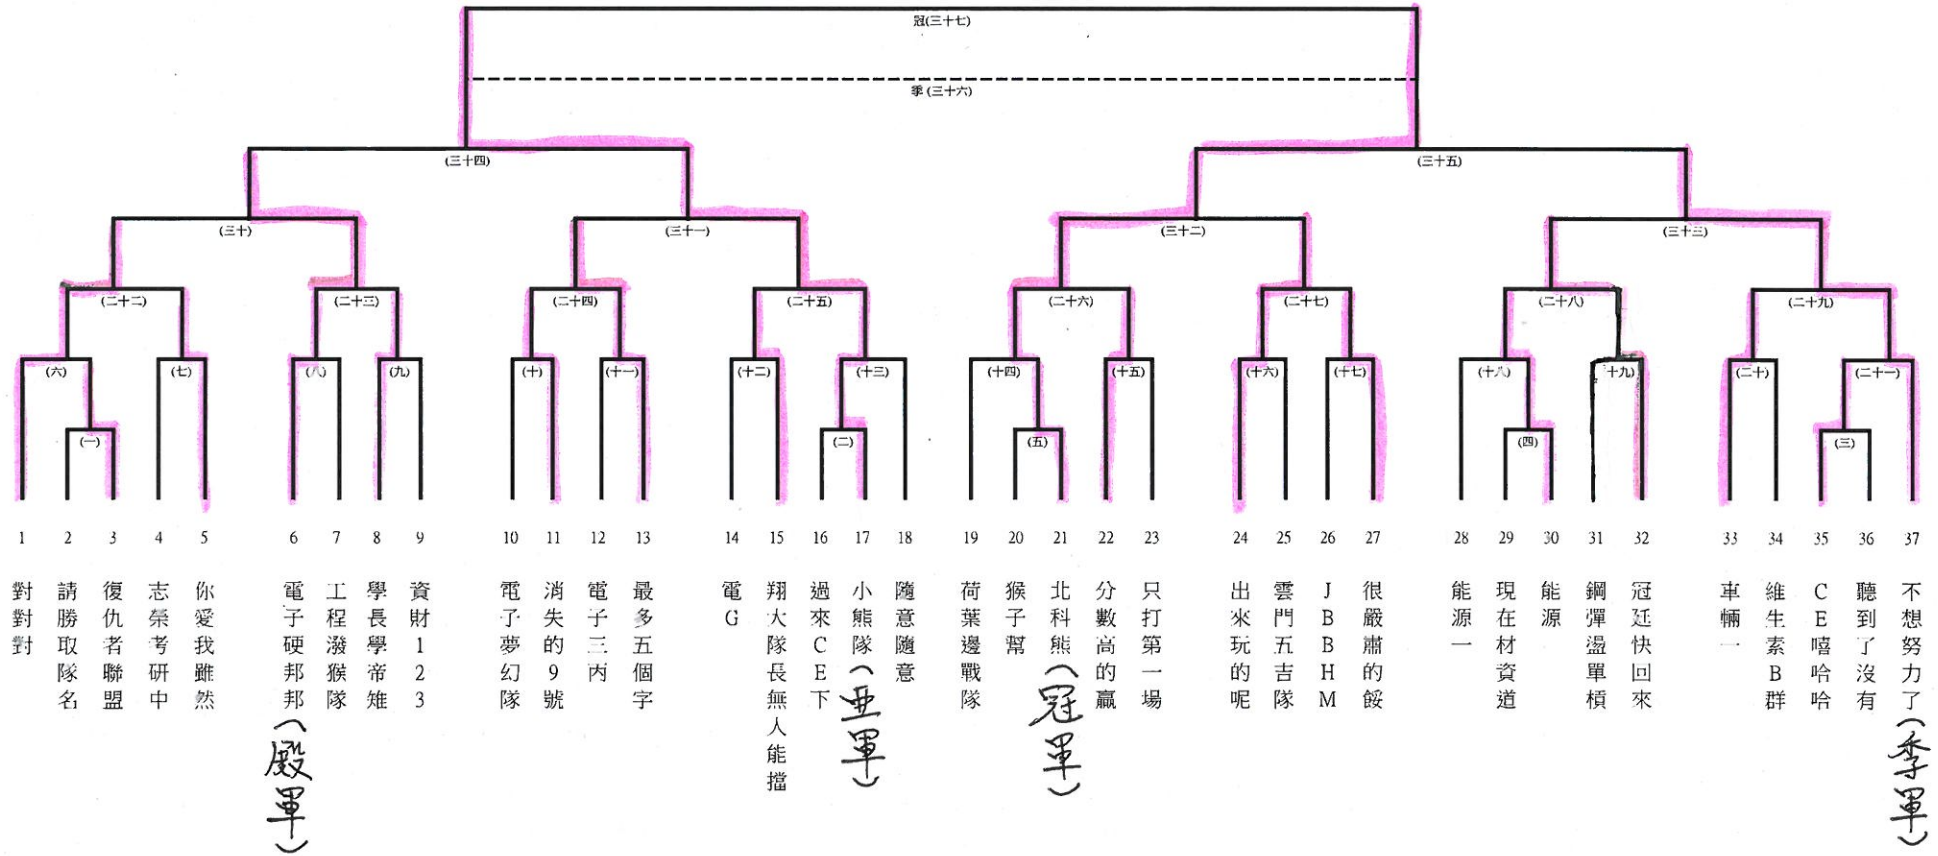 冠(三十七)
季(三十六)
(三十四)
(三十五)
(三十)
(三十一)
(三十二)
(三十三)
(二十二)
(二十三)
(二十四)
(二十五)
(二十六)
(二十七)
(二十八)
(二十九)
(六)
(七)
(八)
(九)
(十)
(十一)
(十二)
(十三)
(十四)
(十五)
(十六)
(十七)
(十八)
十九)
(二十)
(二十一)
(一)
(二)
(五)
(四)
(三)
1 2 3 4 5 6 7 8 9 10 11 12 13 14 15 16 17 18 19 20 21 22 23 24 25 26 27 28 29 30 31 32 33 34 35 36 37
對對對
請勝取隊名
復仇者聯盟
志榮考研中
你愛我雖然
電子硬邦邦(殿軍)
工程潑猴隊
學長學帝雉
資財123
電子夢幻隊
消失的9號
電子三丙
最多五個字
電G
翔大隊長無人能擋
過來CE下
小熊隊(亞軍)
隨意隨意
荷葉邊戰隊
猴子幫
北科熊(冠軍)
分數高的贏
只打第一場
出來玩的呢
雲門五吉隊
JBBHM
很嚴肅的餒
能源一
現在材資道
能源
鋼彈盪單槓
冠廷快回來
車輛一
維生素B群
CE嘻哈哈
聽到了沒有
不想努力了(季軍)